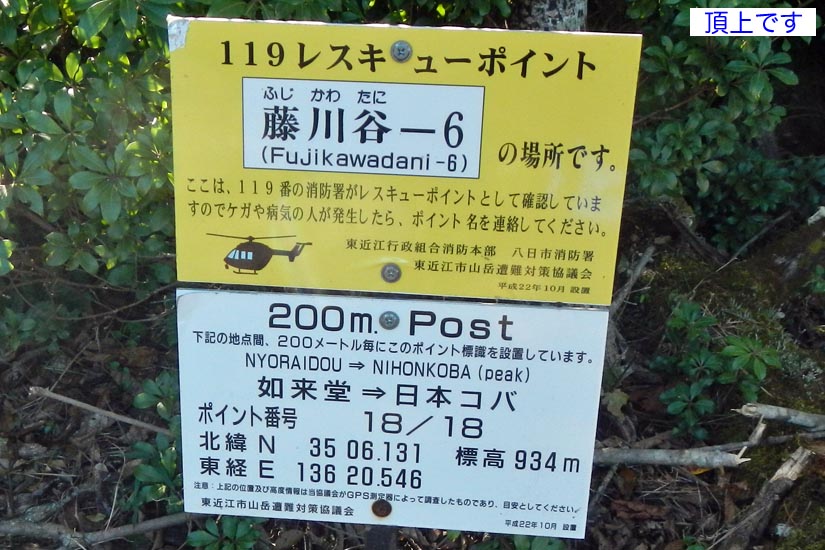 頂上です
119レスキューポイント
ふじ かわ たに
藤川谷－6
(Fujikawadani-6)
の場所です。
ここは、119番の消防署がレスキューポイントとして確認していま
すのでケガや病気の人が発生したら、ポイント名を連絡してください。
東近江行政組合消防本部 八日市消防署
東近江市山岳遭難対策協議会
平成22年10月 設置
200m. Post
下記の地点間、200メートル毎にこのポイント標識を設置しています。
NYORAIDOU ⇒ NIHONKOBA (peak)
如来堂 ⇒ 日本コバ
ポイント番号 18／18
北緯 N 35 06.131 標高 934m
東経 E 136 20.546
注意：上記の位置及び高度情報は当協議会がGPS測定器によって調査したものであり、目安としてください。
東近江市山岳遭難対策協議会
平成22年10月 設置